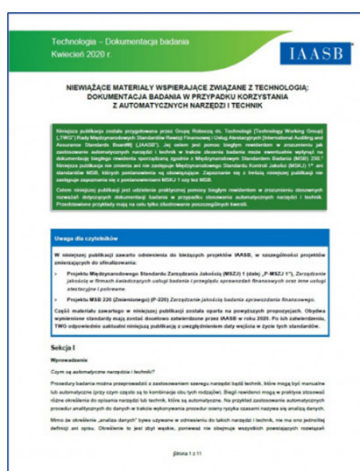 Technologia – Dokumentacja badania
Kwiecień 2020 r.
IAASB
NIEWIĄŻĄCE MATERIAŁY WSPIERAJĄCE ZWIĄZANE Z TECHNOLOGIĄ:
DOKUMENTACJA BADANIA W PRZYPADKU KORZYSTANIA
Z AUTOMATYCZNYCH NARZĘDZI I TECHNIK
Niniejsza publikacja została przygotowana przez Grupę Roboczą ds. Technologii (Technology Working Group)
(„TWG") Rady Międzynarodowych Standardów Rewizji Finansowej i Usług Atestacyjnych (International Auditing and
Assurance Standards Board®) („IAASB"). Jej celem jest pomoc biegłym rewidentom w zrozumieniu jak
zastosowanie automatycznych narzędzi i technik w trakcie zlecenia badania może ewentualnie wpłynąć na
dokumentację biegłego rewidenta sporządzaną zgodnie z Międzynarodowym Standardem Badania (MSB) 230.
Niniejsza publikacja nie zmienia ani nie zastępuje Międzynarodowego Standardu Kontroli Jakości (MSKJ) 1 ani
standardów MSB, których postanowienia są obowiązujące. Zapoznanie się z treścią niniejszej publikacji nie
zastępuje zapoznania się z postanowieniami MSKJ 1 czy też MSB.
Celem niniejszej publikacji jest udzielenie praktycznej pomocy biegłym rewidentom w zrozumieniu stosowanych
rozwiązań dotyczących dokumentacji badania w przypadku stosowania automatycznych narzędzi i technik.
Przedstawione przykłady mają na celu tylko zilustrowanie poszczególnych kwestii.
Uwaga dla czytelników
W niniejszej publikacji zawarto odniesienia do bieżących projektów IAASB, w szczególności projektów
zmierzających do sfinalizowania:
• Projektu Międzynarodowego Standardu Zarządzania Jakością (MSZJ) 1 (dalej „P-MSZJ 1"), Zarządzanie
jakością w firmach świadczących usługi badania i przeglądu sprawozdań finansowych oraz inne usługi
atestacyjne i pokrewne.
• Projektu MSB 220 (Zmienionego) (P-220) Zarządzanie jakością badania sprawozdania finansowego.
Część materiału zawartego w niniejszej publikacji została oparta na powyższych propozycjach. Obydwa
wymienione standardy mają zostać docelowo zatwierdzone przez IAASB w roku 2020. Po ich zatwierdzeniu,
TWG odpowiednio uaktualni niniejszą publikację z uwzględnieniem daty wejścia w życie tych standardów.
Sekcja I
Wprowadzenie
Czym są automatyczne narzędzia i techniki?
Procedury badania można przeprowadzić z zastosowaniem szeregu narzędzi bądź technik, które mogą być manualne
lub automatyczne (przy czym często są to kombinacje obu tych rodzajów). Biegli rewidenci mogą w praktyce stosować
różne określenia do opisania narzędzi lub technik, które są automatyczne. Na przykład zastosowanie automatycznych
procedur analitycznych do danych w trakcie wykonywania procedur oceny ryzyka czasami nazywa się analizą danych.
Mimo że określenie „analiza danych" bywa używane w odniesieniu do takich narzędzi i technik, nie ma ono jednolitej
definicji ani opisu. Określenie to jest zbyt wąskie, ponieważ nie obejmuje wszystkich powstających rozwiązań
Strona 1 z 11